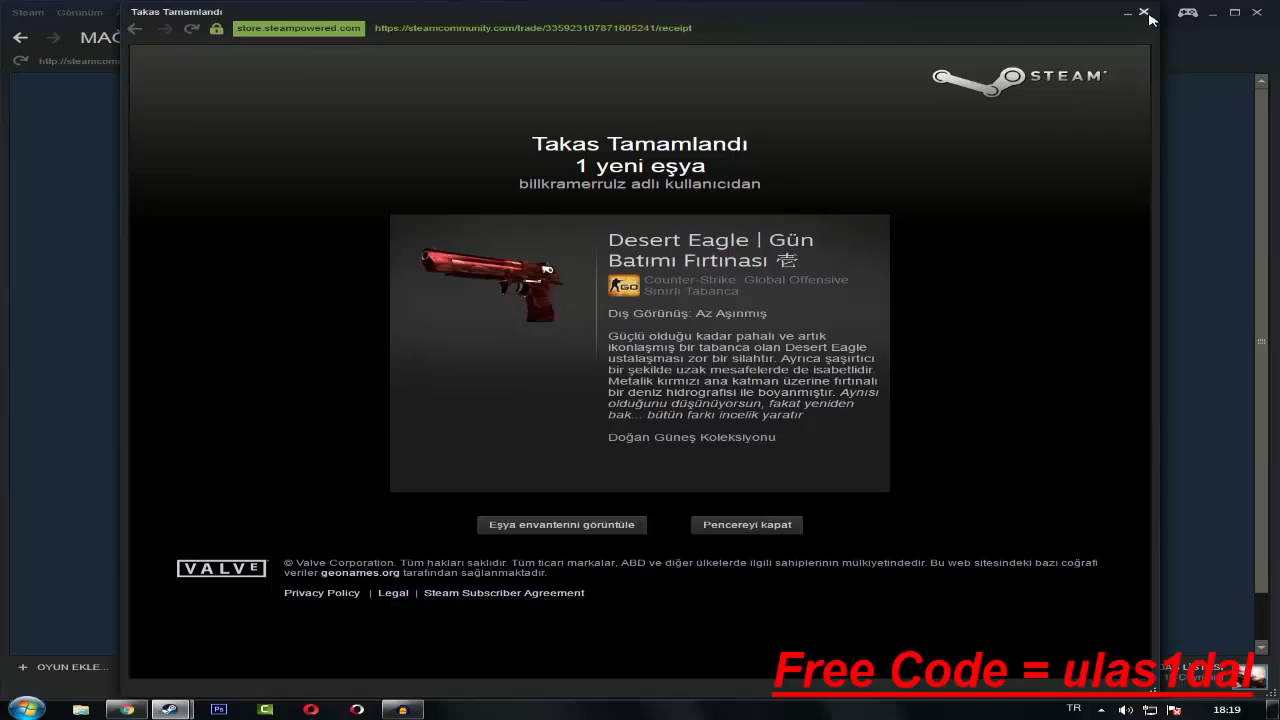 Steam Görünüm
Takas Tamamlandı
store.steampowered.com https://steamcommunity.com/trade/335923107871605241/receipt
http://steamcomm
STEAM
Takas Tamamlandı
1 yeni eşya
billkramerrulz adlı kullanıcıdan
Desert Eagle | Gün
Batımı Fırtınası 壱
GO
Counter-Strike: Global Offensive
Sınırlı Tabanca
Dış Görünüş: Az Aşınmış
Güçlü olduğu kadar pahalı ve artık
ikonlaşmış bir tabanca olan Desert Eagle
ustalaşması zor bir silahtır. Ayrıca şaşırtıcı
bir şekilde uzak mesafelerde de isabetlidir.
Metalik kırmızı ana katman üzerine fırtınalı
bir deniz hidrografisi ile boyanmıştır. Aynısı
olduğunu düşünüyorsun, fakat yeniden
bak... bütün farkı incelik yaratır
Doğan Güneş Koleksiyonu
Eşya envanterini görüntüle
Pencereyi kapat
VALVE
© Valve Corporation. Tüm hakları saklıdır. Tüm ticari markalar, ABD ve diğer ülkelerde ilgili sahiplerinin mülkiyetindedir. Bu web sitesindeki bazı coğrafi
veriler geonames.org tarafından sağlanmaktadır.
Privacy Policy | Legal | Steam Subscriber Agreement
OYUN EKLE...
Free Code = ulas1dal
Ps
TR
18:19